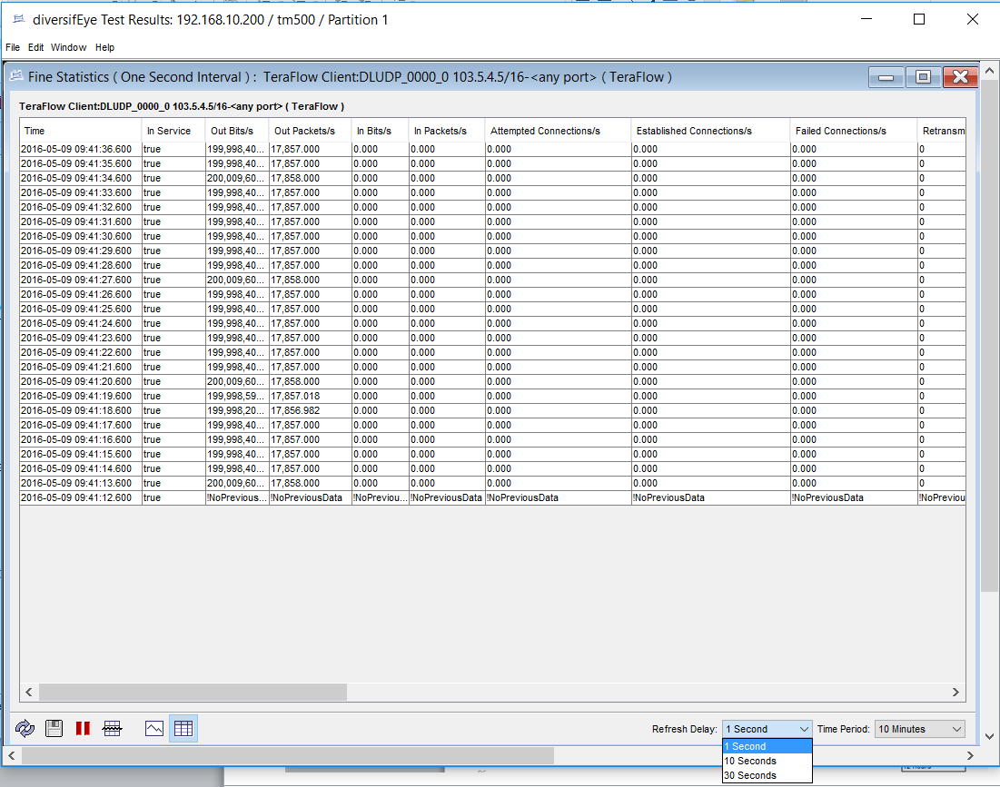 diversifEye Test Results: 192.168.10.200 / tm500 / Partition 1
File Edit Window Help
Fine Statistics ( One Second Interval ) : TeraFlow Client:DLUDP_0000_0 103.5.4.5/16-<any port> ( TeraFlow )
TeraFlow Client:DLUDP_0000_0 103.5.4.5/16-<any port> ( TeraFlow )
Time In Service Out Bits/s Out Packets/s In Bits/s In Packets/s Attempted Connections/s Established Connections/s Failed Connections/s Retransmi
2016-05-09 09:41:36.600 true 199,998,40... 17,857.000 0.000 0.000 0.000 0.000 0.000 0
2016-05-09 09:41:35.600 true 199,998,40... 17,857.000 0.000 0.000 0.000 0.000 0.000 0
2016-05-09 09:41:34.600 true 200,009,60... 17,858.000 0.000 0.000 0.000 0.000 0.000 0
2016-05-09 09:41:33.600 true 199,998,40... 17,857.000 0.000 0.000 0.000 0.000 0.000 0
2016-05-09 09:41:32.600 true 199,998,40... 17,857.000 0.000 0.000 0.000 0.000 0.000 0
2016-05-09 09:41:31.600 true 199,998,40... 17,857.000 0.000 0.000 0.000 0.000 0.000 0
2016-05-09 09:41:30.600 true 199,998,40... 17,857.000 0.000 0.000 0.000 0.000 0.000 0
2016-05-09 09:41:29.600 true 199,998,40... 17,857.000 0.000 0.000 0.000 0.000 0.000 0
2016-05-09 09:41:28.600 true 199,998,40... 17,857.000 0.000 0.000 0.000 0.000 0.000 0
2016-05-09 09:41:27.600 true 200,009,60... 17,858.000 0.000 0.000 0.000 0.000 0.000 0
2016-05-09 09:41:26.600 true 199,998,40... 17,857.000 0.000 0.000 0.000 0.000 0.000 0
2016-05-09 09:41:25.600 true 199,998,40... 17,857.000 0.000 0.000 0.000 0.000 0.000 0
2016-05-09 09:41:24.600 true 199,998,40... 17,857.000 0.000 0.000 0.000 0.000 0.000 0
2016-05-09 09:41:23.600 true 199,998,40... 17,857.000 0.000 0.000 0.000 0.000 0.000 0
2016-05-09 09:41:22.600 true 199,998,40... 17,857.000 0.000 0.000 0.000 0.000 0.000 0
2016-05-09 09:41:21.600 true 199,998,40... 17,857.000 0.000 0.000 0.000 0.000 0.000 0
2016-05-09 09:41:20.600 true 200,009,60... 17,858.000 0.000 0.000 0.000 0.000 0.000 0
2016-05-09 09:41:19.600 true 199,998,59... 17,857.018 0.000 0.000 0.000 0.000 0.000 0
2016-05-09 09:41:18.600 true 199,998,20... 17,856.982 0.000 0.000 0.000 0.000 0.000 0
2016-05-09 09:41:17.600 true 199,998,40... 17,857.000 0.000 0.000 0.000 0.000 0.000 0
2016-05-09 09:41:16.600 true 199,998,40... 17,857.000 0.000 0.000 0.000 0.000 0.000 0
2016-05-09 09:41:15.600 true 199,998,40... 17,857.000 0.000 0.000 0.000 0.000 0.000 0
2016-05-09 09:41:14.600 true 199,998,40... 17,857.000 0.000 0.000 0.000 0.000 0.000 0
2016-05-09 09:41:13.600 true 200,009,60... 17,858.000 0.000 0.000 0.000 0.000 0.000 0
2016-05-09 09:41:12.600 true !NoPrevious... !NoPreviousData !NoPreviou... !NoPreviousData !NoPreviousData !NoPreviousData !NoPreviousData !NoPreviou
Refresh Delay: 1 Second Time Period: 10 Minutes
1 Second
10 Seconds
30 Seconds